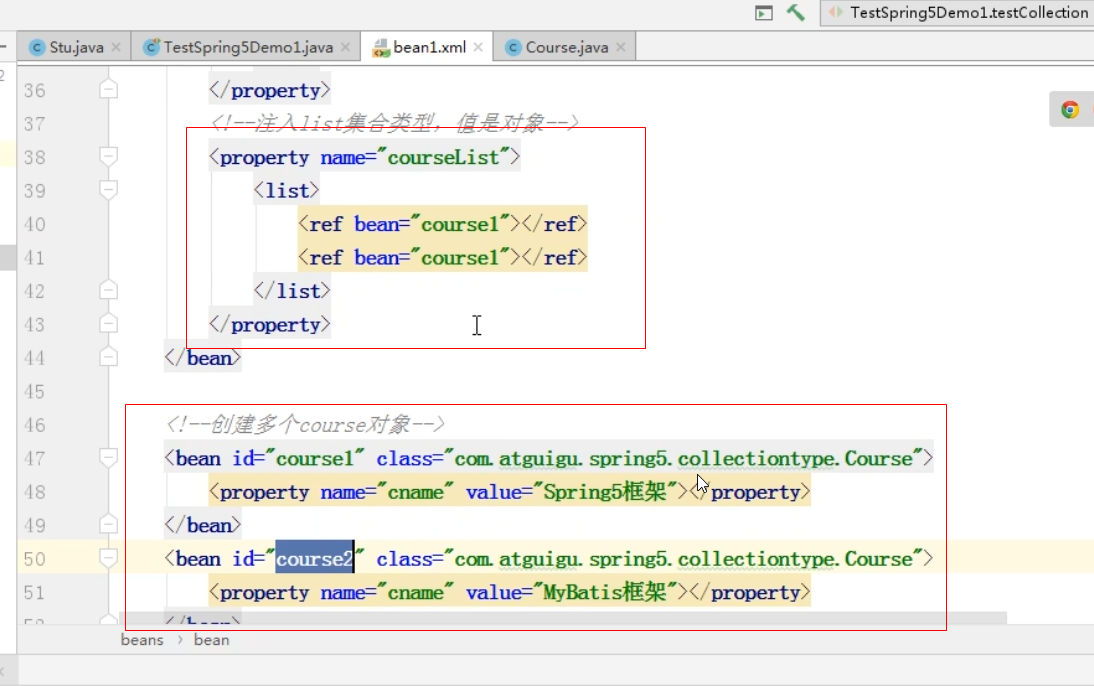 TestSpring5Demo1.testCollection
Stu.java TestSpring5Demo1.java bean1.xml Course.java
2
36 </property>
37 <!--注入list集合类型，值是对象-->
38 <property name="courseList">
39 <list>
40 <ref bean="course1"></ref>
41 <ref bean="course1"></ref>
42 </list>
43 </property>
44 </bean>
45
46 <!--创建多个course对象-->
47 <bean id="course1" class="com.atguigu.spring5.collectiontype.Course">
48 <property name="cname" value="Spring5框架"></property>
49 </bean>
50 <bean id="course2" class="com.atguigu.spring5.collectiontype.Course">
51 <property name="cname" value="MyBatis框架"></property>
52 </bean>
beans › bean